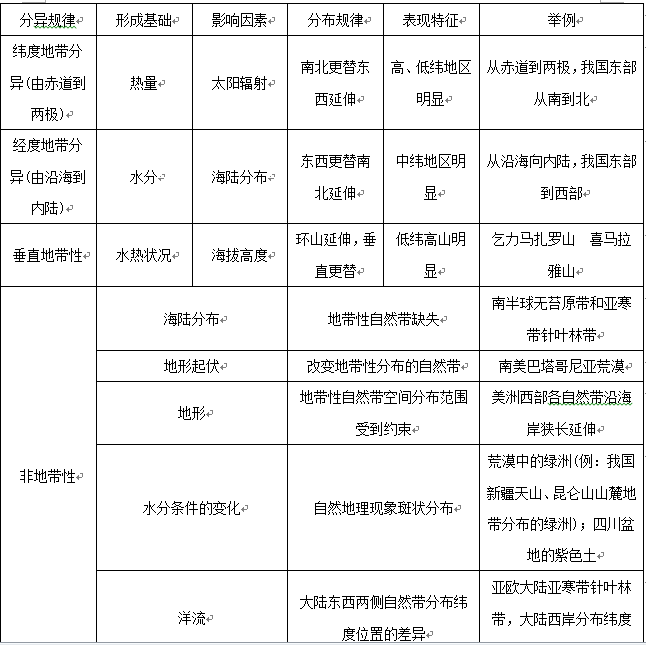 分异规律 形成基础 影响因素 分布规律 表现特征 举例
纬度地带分
异(由赤道到
两极)
热量
太阳辐射
南北更替东
西延伸
高、低纬地区
明显
从赤道到两极，我国东部
从南到北
经度地带分
异(由沿海到
内陆)
水分
海陆分布
东西更替南
北延伸
中纬地区明
显
从沿海向内陆，我国东部
到西部
垂直地带性
水热状况
海拔高度
环山延伸，垂
直更替
低纬高山明
显
乞力马扎罗山 喜马拉
雅山
非地带性
海陆分布
地带性自然带缺失
南半球无苔原带和亚寒
带针叶林带
地形起伏
改变地带性分布的自然带
南美巴塔哥尼亚荒漠
地形
地带性自然带空间分布范围
受到约束
美洲西部各自然带沿海
岸狭长延伸
水分条件的变化
自然地理现象斑状分布
荒漠中的绿洲(例：我国
新疆天山、昆仑山山麓地
带分布的绿洲)；四川盆
地的紫色土
洋流
大陆东西两侧自然带分布纬
度位置的差异
亚欧大陆亚寒带针叶林
带，大陆西岸分布纬度